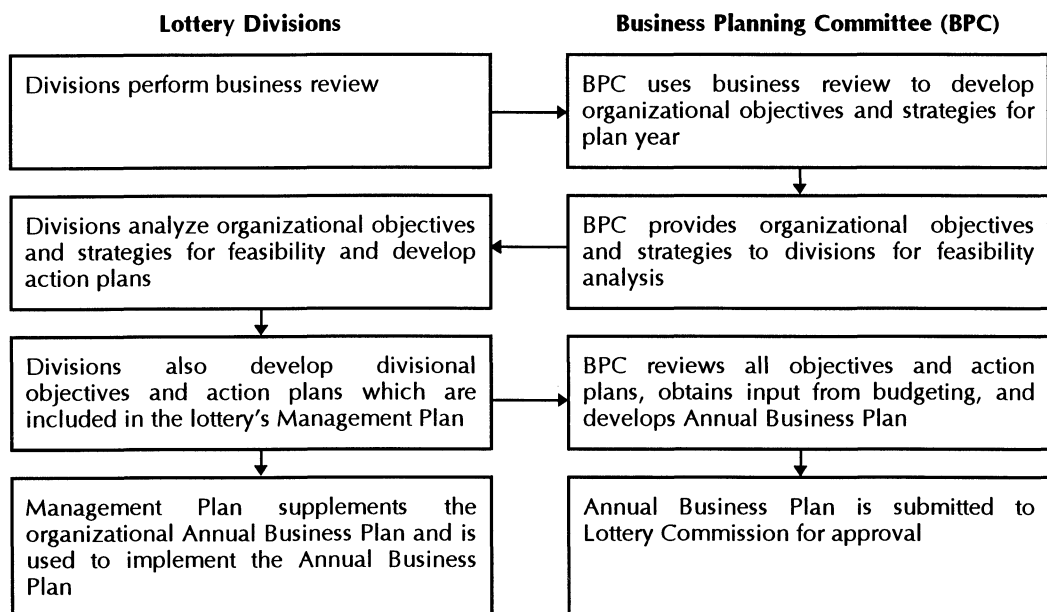 Lottery Divisions
Business Planning Committee (BPC)
Divisions perform business review
BPC uses business review to develop
organizational objectives and strategies for
plan year
Divisions analyze organizational objectives
and strategies for feasibility and develop
action plans
BPC provides organizational objectives
and strategies to divisions for feasibility
analysis
Divisions also develop divisional
objectives and action plans which are
included in the lottery's Management Plan
BPC reviews all objectives and action
plans, obtains input from budgeting, and
develops Annual Business Plan
Management Plan supplements the
organizational Annual Business Plan and is
used to implement the Annual Business
Plan
Annual Business Plan is submitted to
Lottery Commission for approval